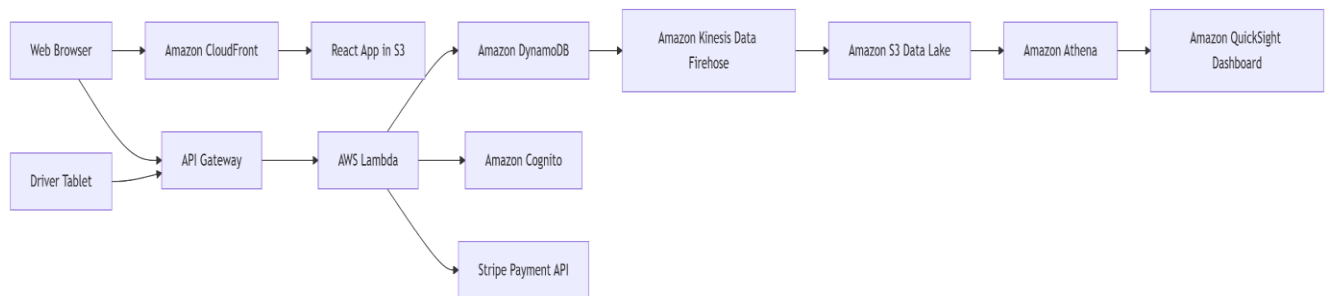 Web Browser
Amazon CloudFront
React App in S3
Amazon DynamoDB
Amazon Kinesis Data
Firehose
Amazon S3 Data Lake
Amazon Athena
Amazon QuickSight
Dashboard
Driver Tablet
API Gateway
AWS Lambda
Amazon Cognito
Stripe Payment API